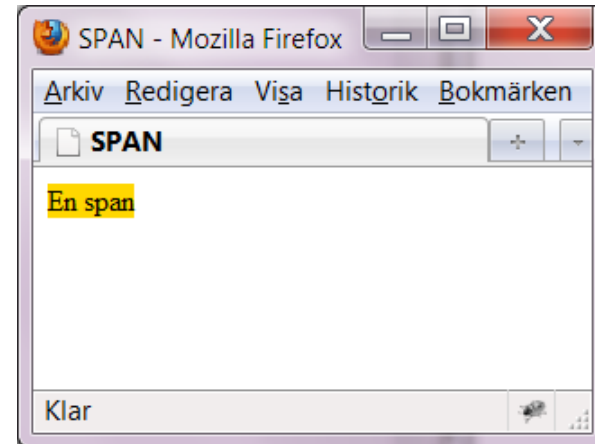 SPAN - Mozilla Firefox
Arkiv Redigera Visa Historik Bokmärken
SPAN
En span
Klar